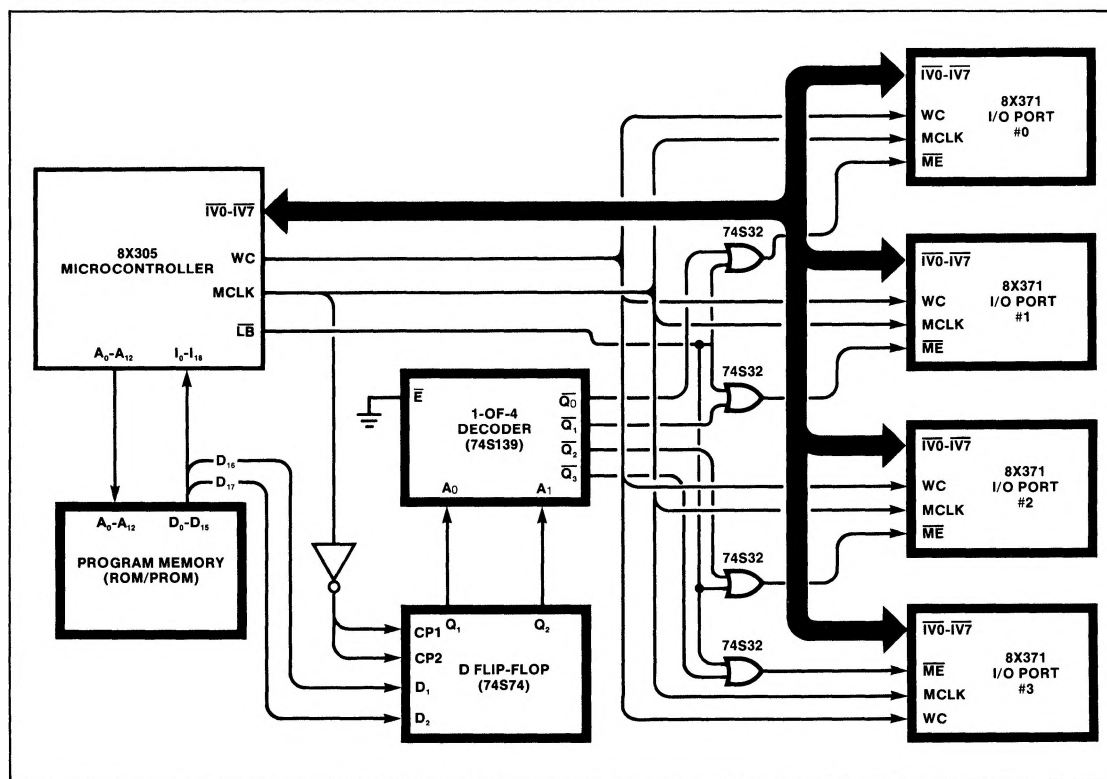 8X305
MICROCONTROLLER
IV0-IV7
WC
MCLK
LB
A₀-A₁₂
I₀-I₁₆
D₁₆
D₁₇
A₀-A₁₂
D₀-D₁₅
PROGRAM MEMORY
(ROM/PROM)
E
1-OF-4
DECODER
(74S139)
Q₀
Q₁
Q₂
Q₃
A₀
A₁
Q₁
Q₂
CP1
CP2
D₁
D₂
D FLIP-FLOP
(74S74)
74S32
74S32
74S32
74S32
IV0-IV7
WC
MCLK
ME
8X371
I/O PORT
#0
IV0-IV7
WC
MCLK
ME
8X371
I/O PORT
#1
IV0-IV7
WC
MCLK
ME
8X371
I/O PORT
#2
IV0-IV7
ME
MCLK
WC
8X371
I/O PORT
#3